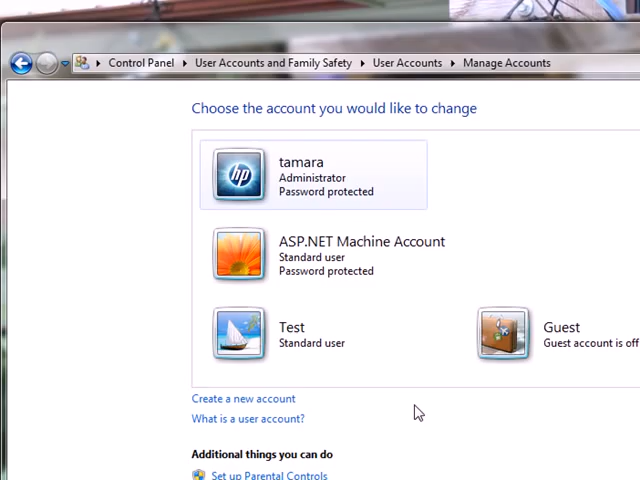 Control Panel ▸ User Accounts and Family Safety ▸ User Accounts ▸ Manage Accounts
Choose the account you would like to change
hp
tamara
Administrator
Password protected
ASP.NET Machine Account
Standard user
Password protected
Test
Standard user
Guest
Guest account is off
Create a new account
What is a user account?
Additional things you can do
Set up Parental Controls